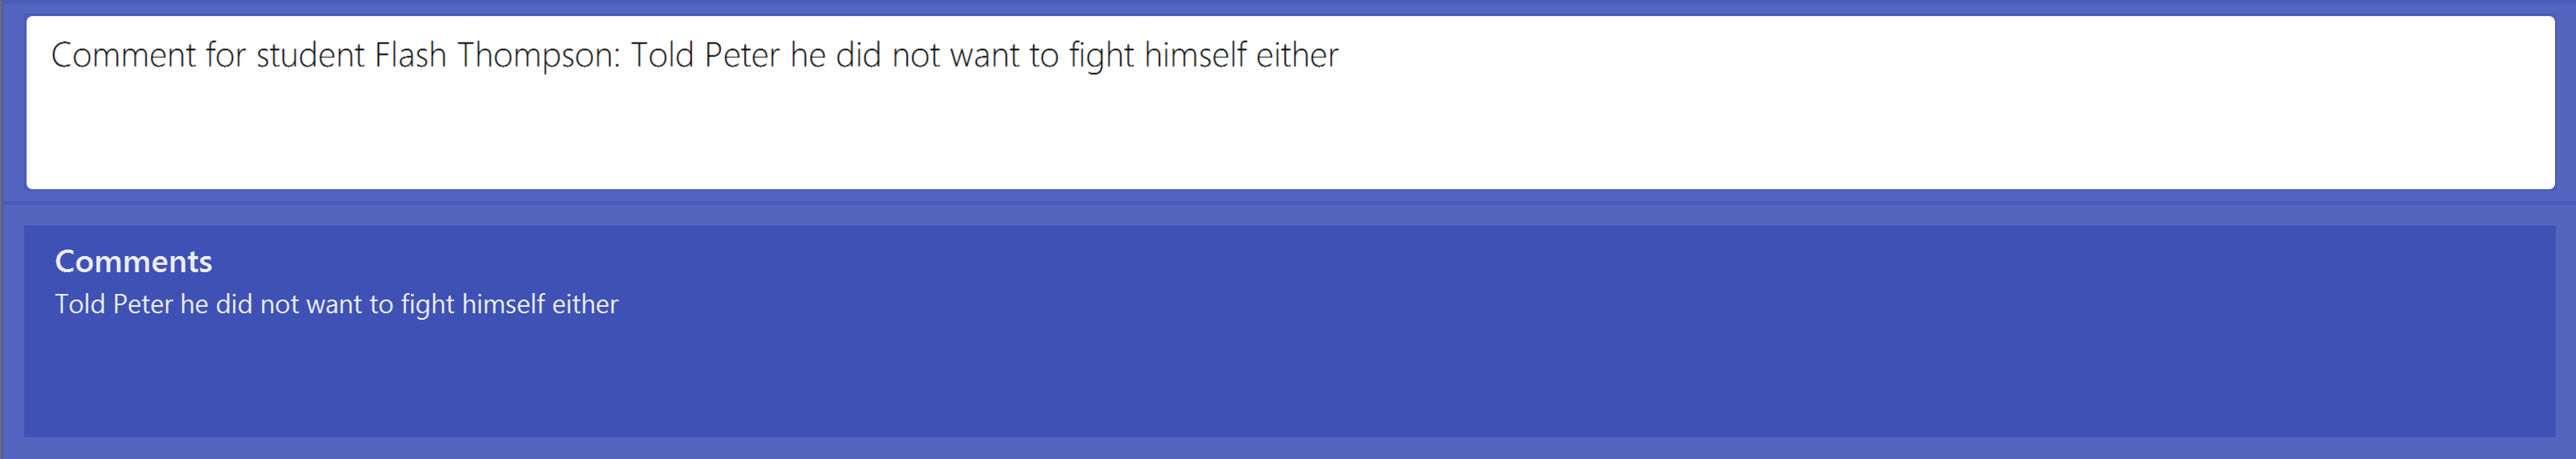 Comment for student Flash Thompson: Told Peter he did not want to fight himself either
Comments
Told Peter he did not want to fight himself either